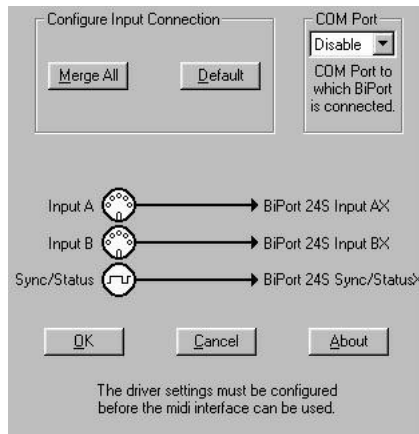 Configure Input Connection
COM Port
Merge All
Default
Disable
COM Port to
which BiPort
is connected.
Input A
BiPort 24S Input AX
Input B
BiPort 24S Input BX
Sync/Status
BiPort 24S Sync/StatusX
OK
Cancel
About
The driver settings must be configured
before the midi interface can be used.